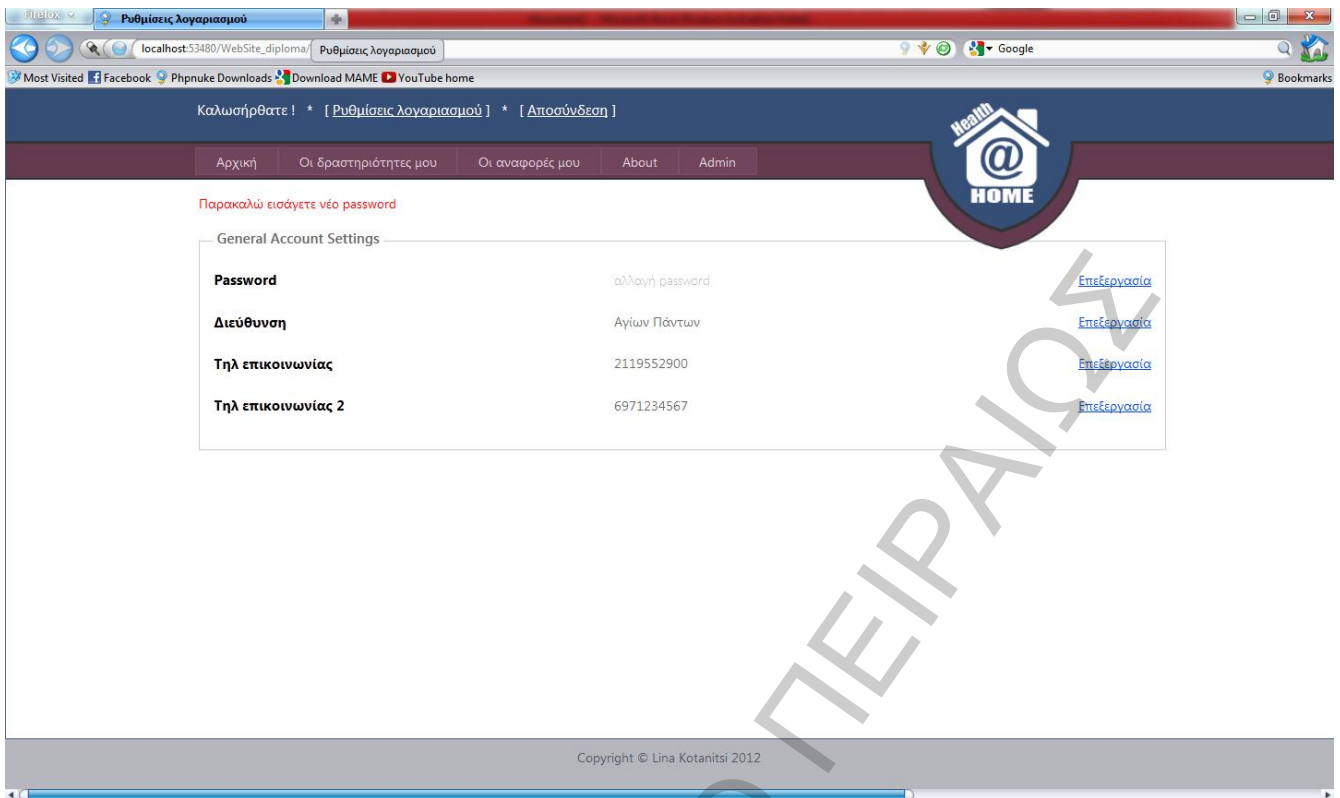 Firefox
Ρυθμίσεις λογαριασμού
localhost:53480/WebSite_diploma/
Ρυθμίσεις λογαριασμού
Google
Most Visited Facebook Phpnuke Downloads Download MAME YouTube home Bookmarks
Καλωσήρθατε ! * [ Ρυθμίσεις λογαριασμού ] * [ Αποσύνδεση ]
Health
@
HOME
Αρχική Οι δραστηριότητες μου Οι αναφορές μου About Admin
Παρακαλώ εισάγετε νέο password
General Account Settings
Password αλλαγή password Επεξεργασία
Διεύθυνση Αγίων Πάντων Επεξεργασία
Τηλ επικοινωνίας 2119552900 Επεξεργασία
Τηλ επικοινωνίας 2 6971234567 Επεξεργασία
Copyright © Lina Kotanitsi 2012
ΠΕΙΡΑΙΩΣ